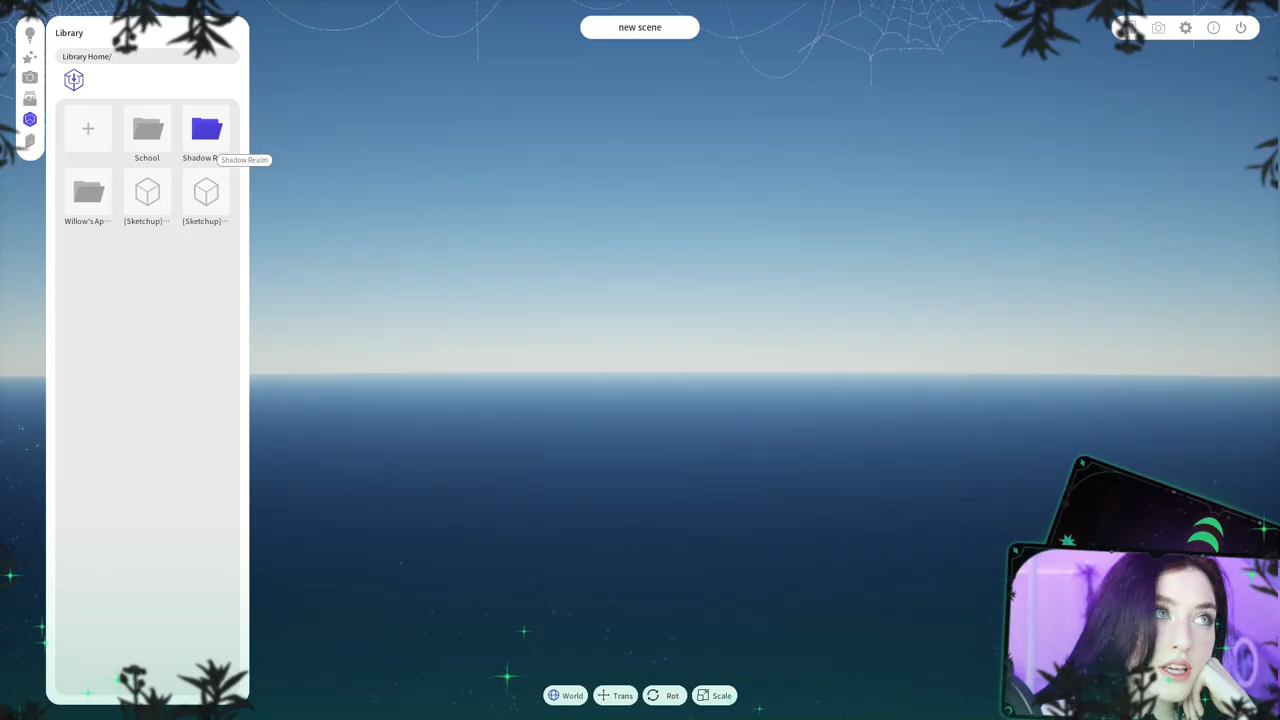 Library
new scene
Library Home/
School
Shadow R
Shadow Realm
Willow's Ap···
[Sketchup]···
[Sketchup]···
World
Trans
Rot
Scale